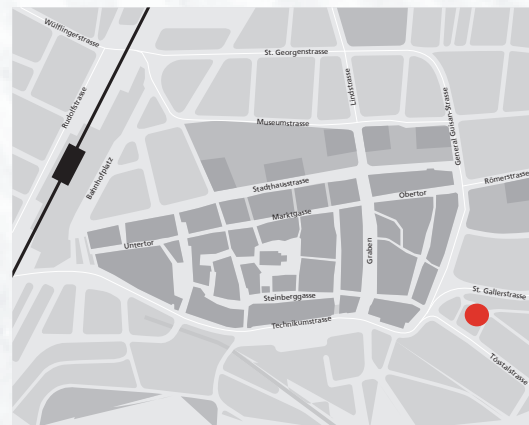 Wülflingerstrasse
St. Georgenstrasse
Lindstrasse
Rudolfstrasse
General Guisan-Strasse
Museumstrasse
Bahnhofplatz
Stadthausstrasse
Römerstrasse
Obertor
Marktgasse
Untertor
Graben
Steinberggasse
St. Gallerstrasse
Technikumstrasse
Tösstalstrasse